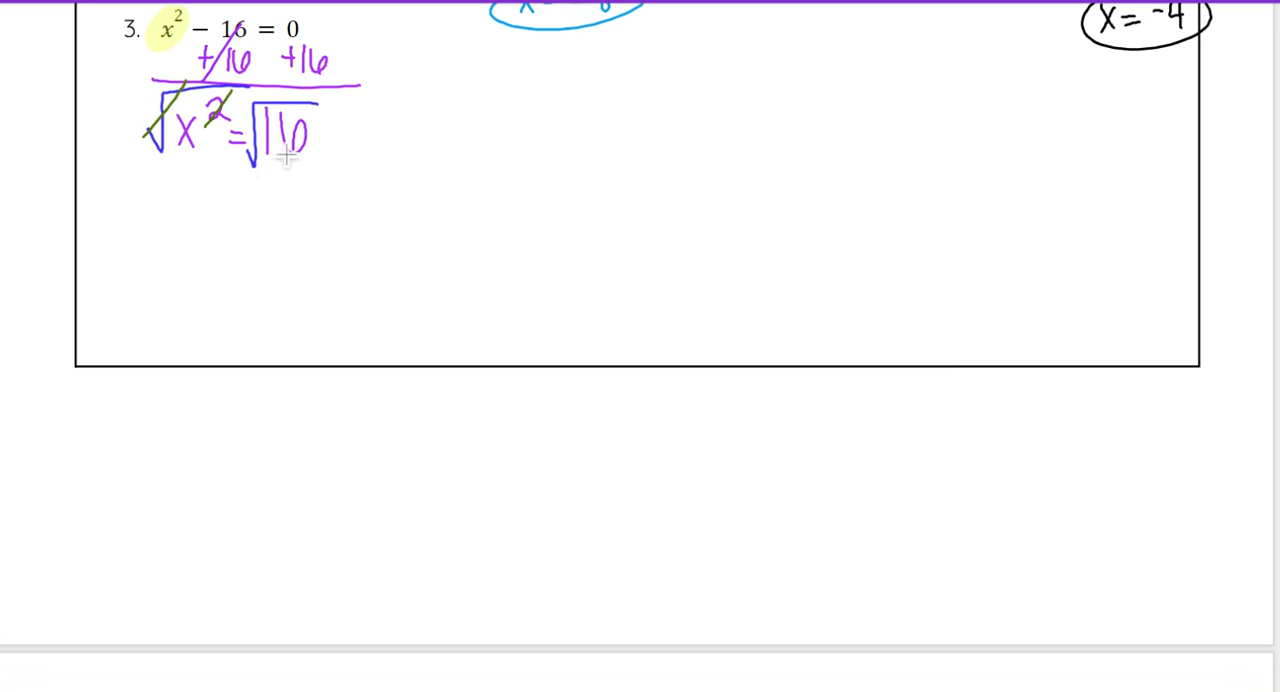 x = -4
3. x² − 16 = 0
+16 +16
√x² = √16